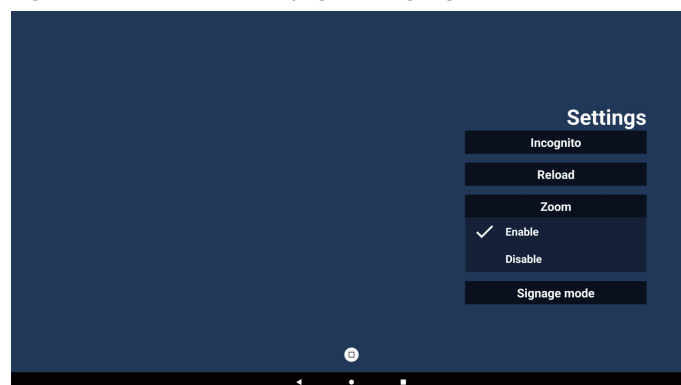 Settings
Incognito
Reload
Zoom
Enable
Disable
Signage mode